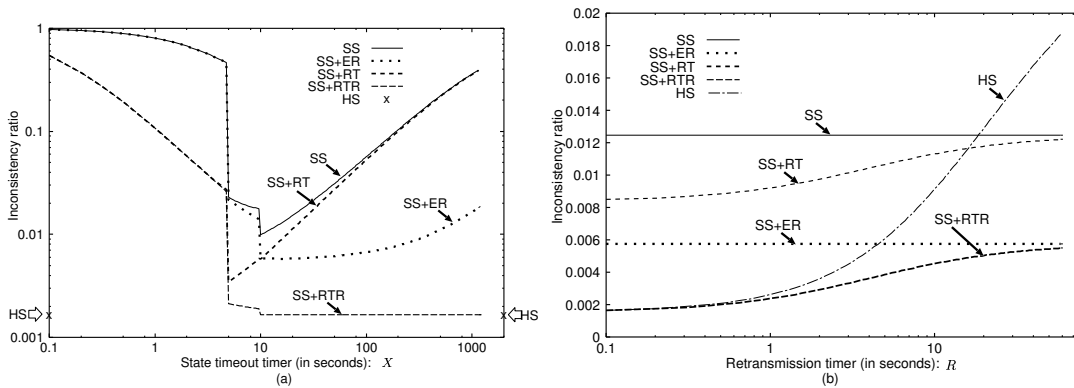 Inconsistency ratio
1
0.1
0.01
0.001
SS
SS+ER
SS+RT
SS+RTR
HS
SS
SS+RT
SS+ER
SS+RTR
HS
HS
0.1
1
10
100
1000
State timeout timer (in seconds): X
(a)
Inconsistency ratio
0.02
0.018
0.016
0.014
0.012
0.01
0.008
0.006
0.004
0.002
0
SS
SS+ER
SS+RT
SS+RTR
HS
HS
SS
SS+RT
SS+ER
SS+RTR
0.1
1
10
Retransmission timer (in seconds): R
(b)